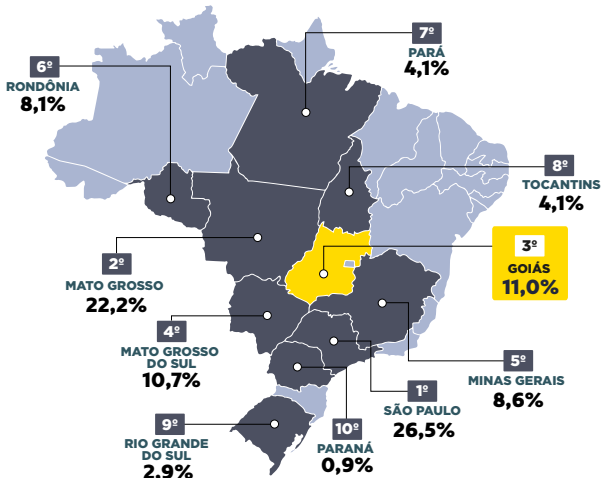 7º
PARÁ
4,1%
6º
RONDÔNIA
8,1%
8º
TOCANTINS
4,1%
3º
GOIÁS
11,0%
2º
MATO GROSSO
22,2%
4º
MATO GROSSO
DO SUL
10,7%
5º
MINAS GERAIS
8,6%
1º
SÃO PAULO
26,5%
9º
RIO GRANDE
DO SUL
2,9%
10º
PARANÁ
0,9%